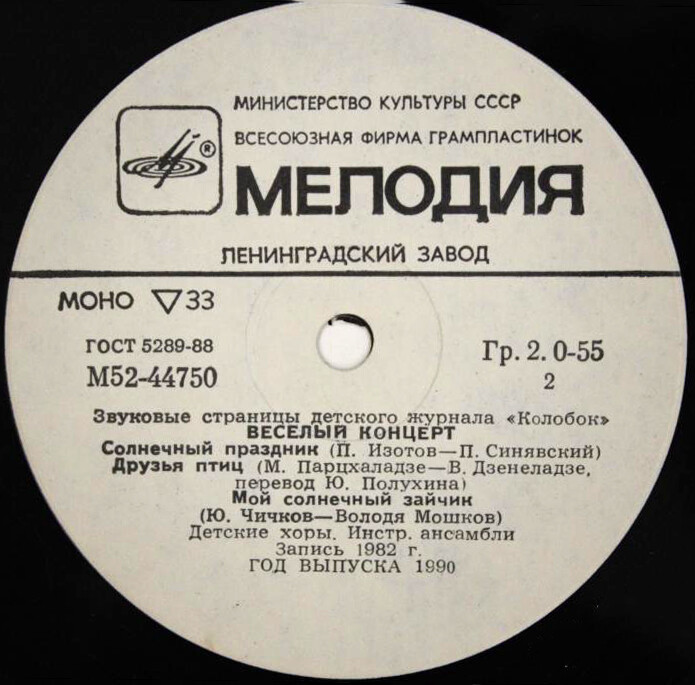 МИНИСТЕРСТВО КУЛЬТУРЫ СССР
ВСЕСОЮЗНАЯ ФИРМА ГРАМПЛАСТИНОК
®
МЕЛОДИЯ
ЛЕНИНГРАДСКИЙ ЗАВОД
МОНО ▽33
ГОСТ 5289-88
М52-44750
Гр. 2. 0-55
2
Звуковые страницы детского журнала «Колобок»
ВЕСЕЛЫЙ КОНЦЕРТ
Солнечный праздник (П. Изотов—П. Синявский)
Друзья птиц (М. Парцхаладзе—В. Дзенеладзе,
перевод Ю. Полухина)
Мой солнечный зайчик
(Ю. Чичков—Володя Мошков)
Детские хоры. Инстр. ансамбли
Запись 1982 г.
ГОД ВЫПУСКА 1990